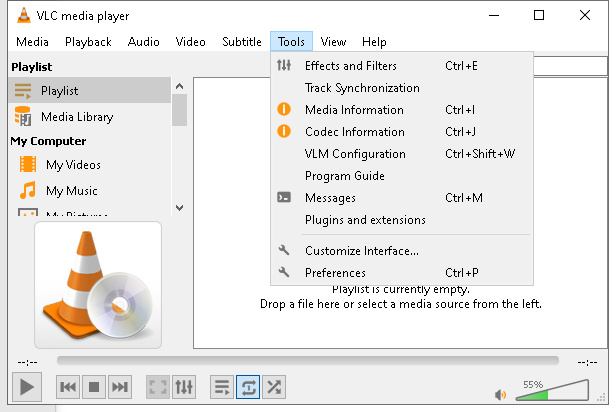 VLC media player
Media Playback Audio Video Subtitle Tools View Help
Playlist
Playlist
Media Library
My Computer
My Videos
My Music
My Pictures
Effects and Filters Ctrl+E
Track Synchronization
Media Information Ctrl+I
Codec Information Ctrl+J
VLM Configuration Ctrl+Shift+W
Program Guide
Messages Ctrl+M
Plugins and extensions
Customize Interface...
Preferences Ctrl+P
Playlist is currently empty.
Drop a file here or select a media source from the left.
--:-- --:--
55%